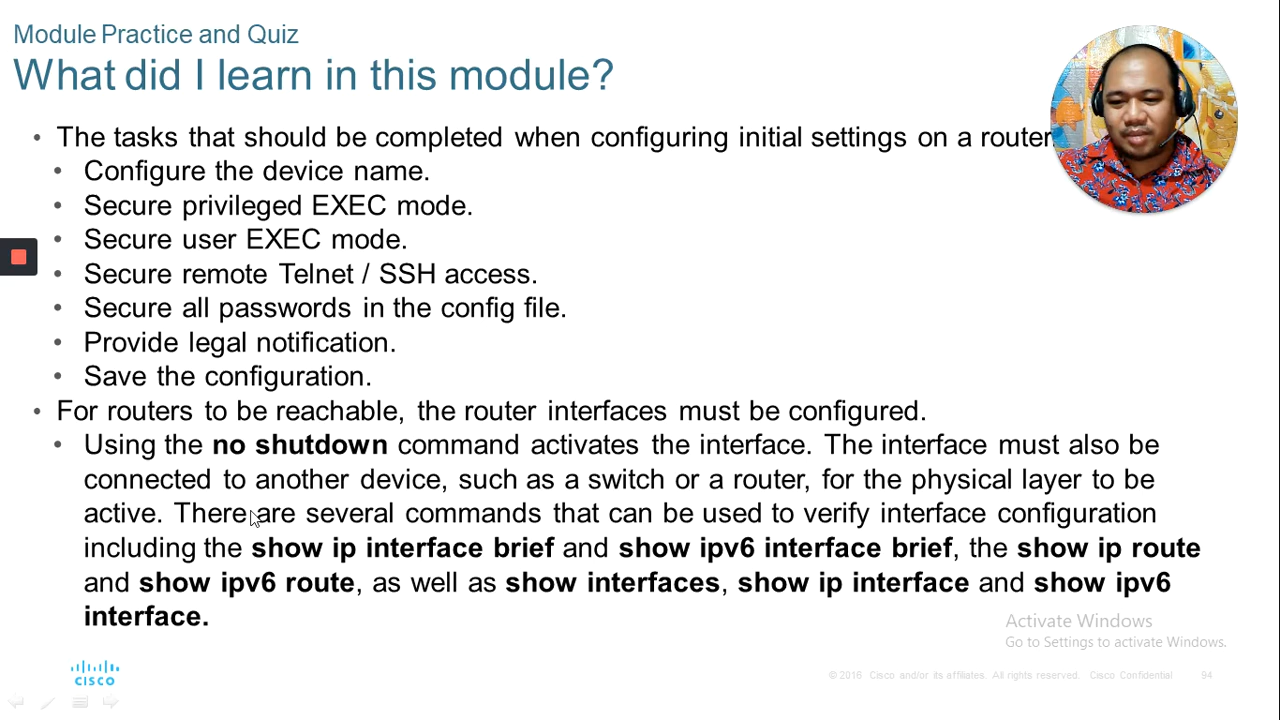 Module Practice and Quiz
What did I learn in this module?
• The tasks that should be completed when configuring initial settings on a router.
• Configure the device name.
• Secure privileged EXEC mode.
• Secure user EXEC mode.
• Secure remote Telnet / SSH access.
• Secure all passwords in the config file.
• Provide legal notification.
• Save the configuration.
• For routers to be reachable, the router interfaces must be configured.
• Using the no shutdown command activates the interface. The interface must also be
connected to another device, such as a switch or a router, for the physical layer to be
active. There are several commands that can be used to verify interface configuration
including the show ip interface brief and show ipv6 interface brief, the show ip route
and show ipv6 route, as well as show interfaces, show ip interface and show ipv6
interface.
Activate Windows
Go to Settings to activate Windows.
CISCO
© 2016 Cisco and/or its affiliates. All rights reserved. Cisco Confidential 94